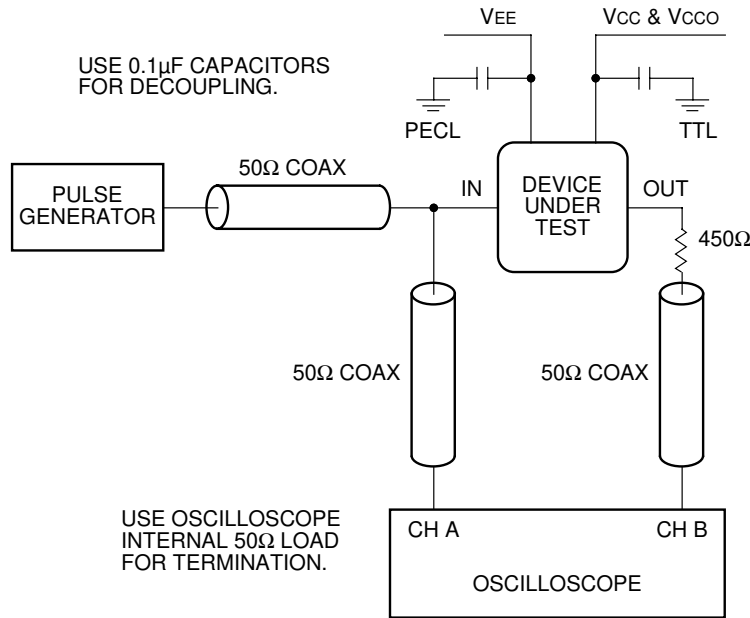 VEE
VCC & VCCO
USE 0.1µF CAPACITORS
FOR DECOUPLING.
PECL
TTL
50Ω COAX
PULSE
GENERATOR
IN
DEVICE
UNDER
TEST
OUT
450Ω
50Ω COAX
50Ω COAX
USE OSCILLOSCOPE
INTERNAL 50Ω LOAD
FOR TERMINATION.
CH A
CH B
OSCILLOSCOPE